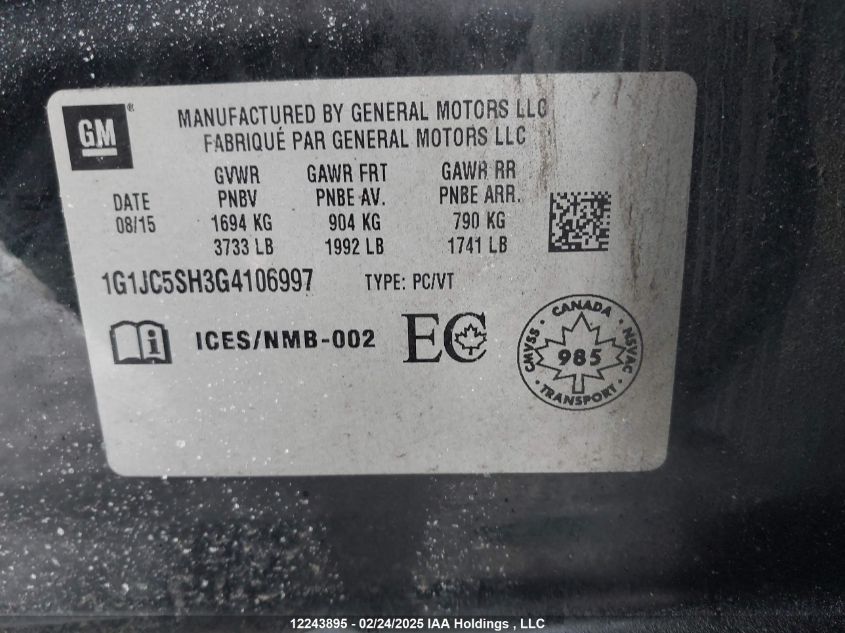 GM®
MANUFACTURED BY GENERAL MOTORS LLC
FABRIQUÉ PAR GENERAL MOTORS LLC
GVWR GAWR FRT GAWR RR
DATE PNBV PNBE AV. PNBE ARR.
08/15 1694 KG 904 KG 790 KG
3733 LB 1992 LB 1741 LB
1G1JC5SH3G4106997 TYPE: PC/VT
i ICES/NMB-002 EC
CANADA
CMVSS 985 NSVAC
TRANSPORT
12243895 - 02/24/2025 IAA Holdings , LLC